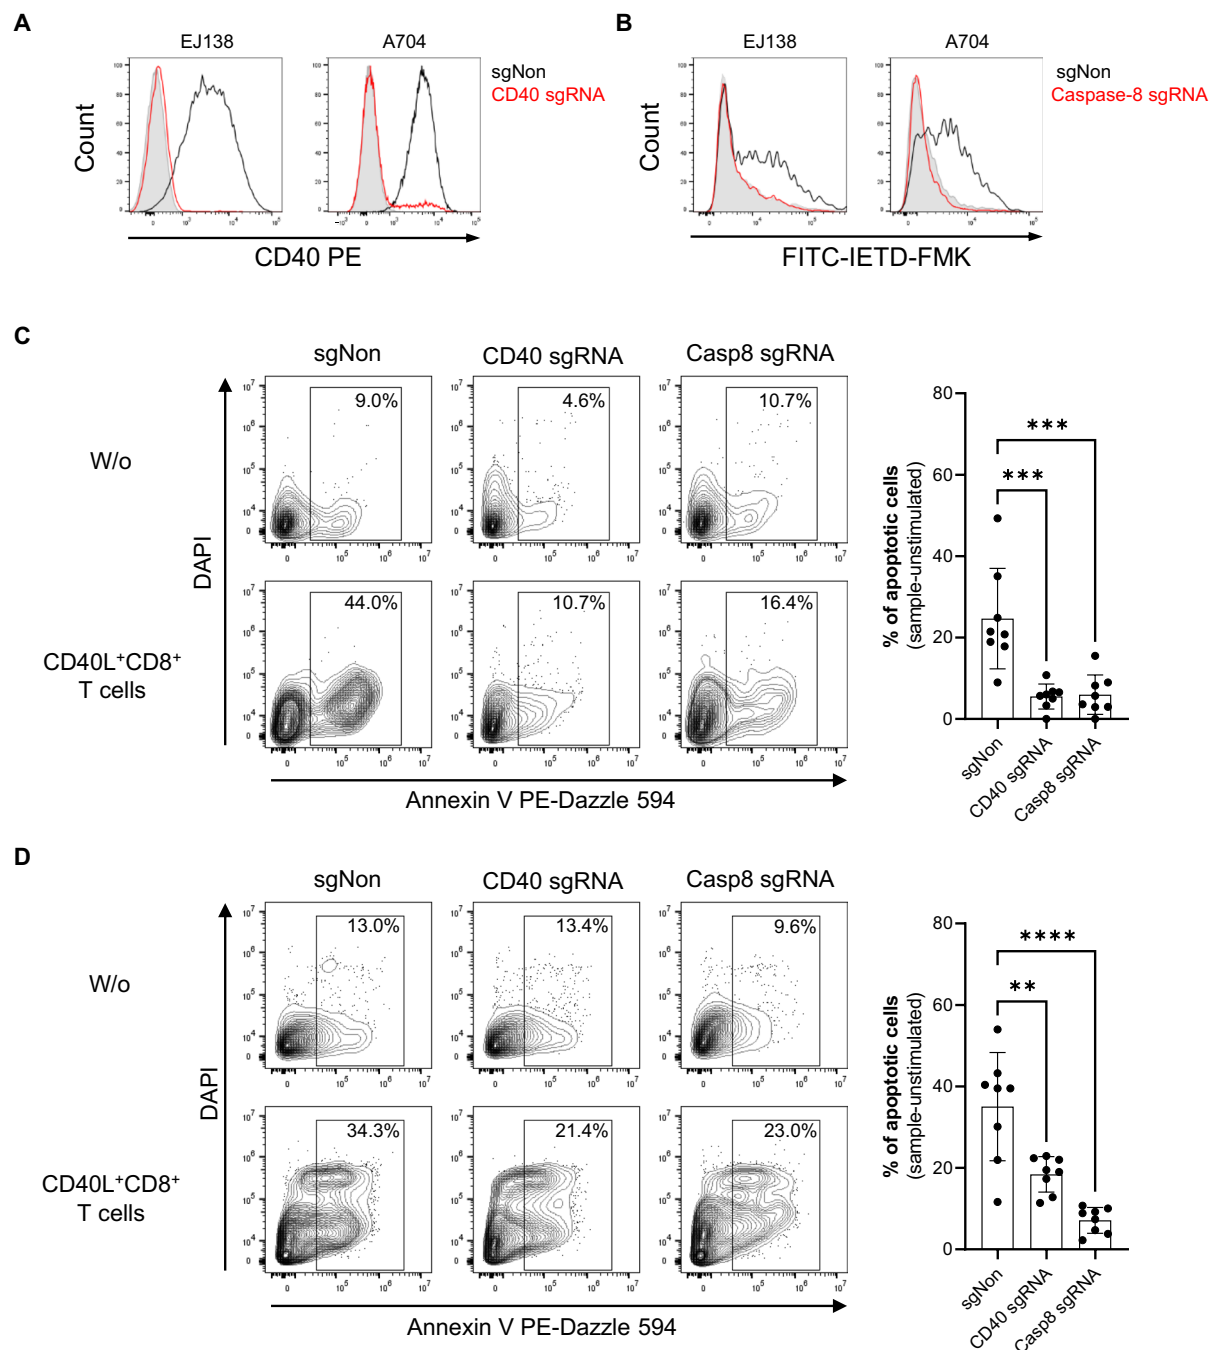 A
B
EJ138
A704
sgNon
CD40 sgRNA
EJ138
A704
sgNon
Caspase-8 sgRNA
Count
Count
CD40 PE
FITC-IETD-FMK
C
sgNon
CD40 sgRNA
Casp8 sgRNA
W/o
9.0%
4.6%
10.7%
CD40L⁺CD8⁺
T cells
44.0%
10.7%
16.4%
DAPI
Annexin V PE-Dazzle 594
% of apoptotic cells
(sample-unstimulated)
80
60
40
20
0
***
***
sgNon
CD40 sgRNA
Casp8 sgRNA
D
sgNon
CD40 sgRNA
Casp8 sgRNA
W/o
13.0%
13.4%
9.6%
CD40L⁺CD8⁺
T cells
34.3%
21.4%
23.0%
DAPI
Annexin V PE-Dazzle 594
% of apoptotic cells
(sample-unstimulated)
80
60
40
20
0
****
**
sgNon
CD40 sgRNA
Casp8 sgRNA